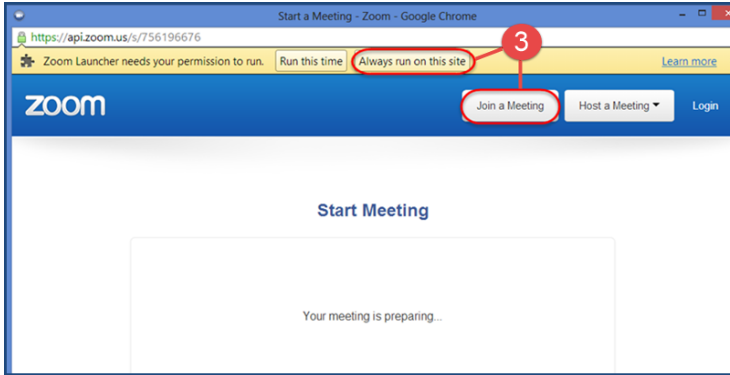 Start a Meeting - Zoom - Google Chrome
https://api.zoom.us/s/756196676
3
Zoom Launcher needs your permission to run. Run this time Always run on this site Learn more
zoom Join a Meeting Host a Meeting Login
Start Meeting
Your meeting is preparing...